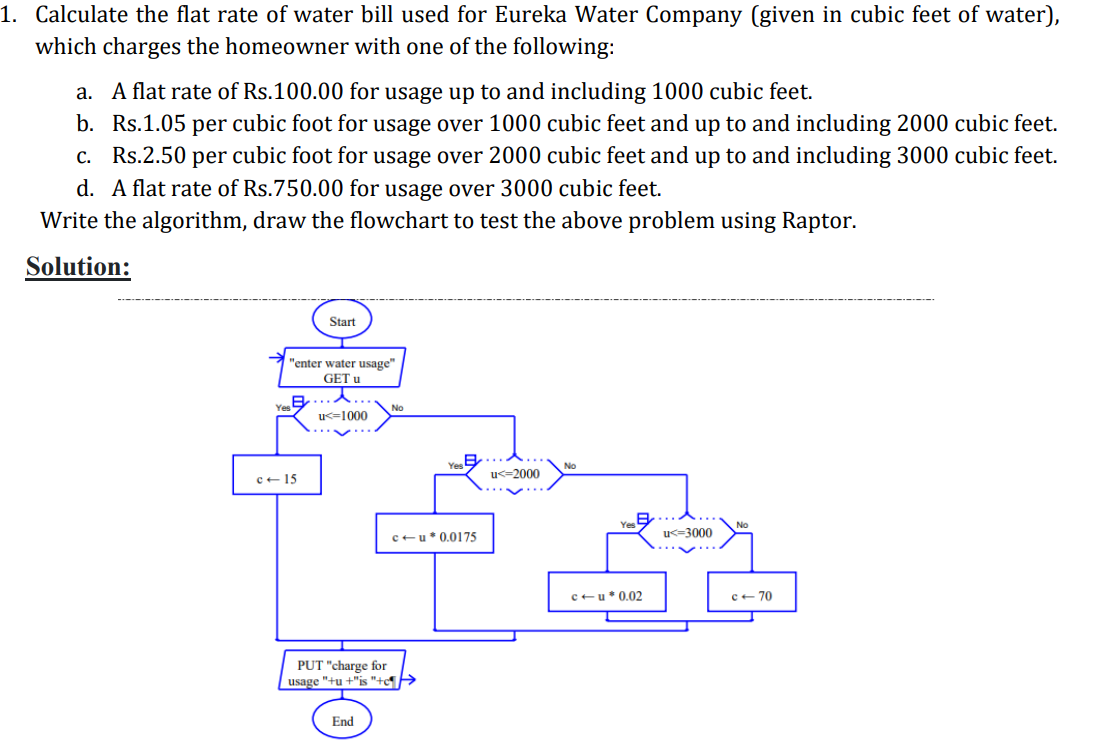 1. Calculate the flat rate of water bill used for Eureka Water Company (given in cubic feet of water),
which charges the homeowner with one of the following:
a. A flat rate of Rs.100.00 for usage up to and including 1000 cubic feet.
b. Rs.1.05 per cubic foot for usage over 1000 cubic feet and up to and including 2000 cubic feet.
c. Rs.2.50 per cubic foot for usage over 2000 cubic feet and up to and including 3000 cubic feet.
d. A flat rate of Rs.750.00 for usage over 3000 cubic feet.
Write the algorithm, draw the flowchart to test the above problem using Raptor.
Solution:
Start
"enter water usage"
GET u
Yes
u<=1000
No
c ← 15
Yes
u<=2000
No
c ← u * 0.0175
Yes
u<=3000
No
c ← u * 0.02
c ← 70
PUT "charge for
usage "+u +"is "+c¶
End